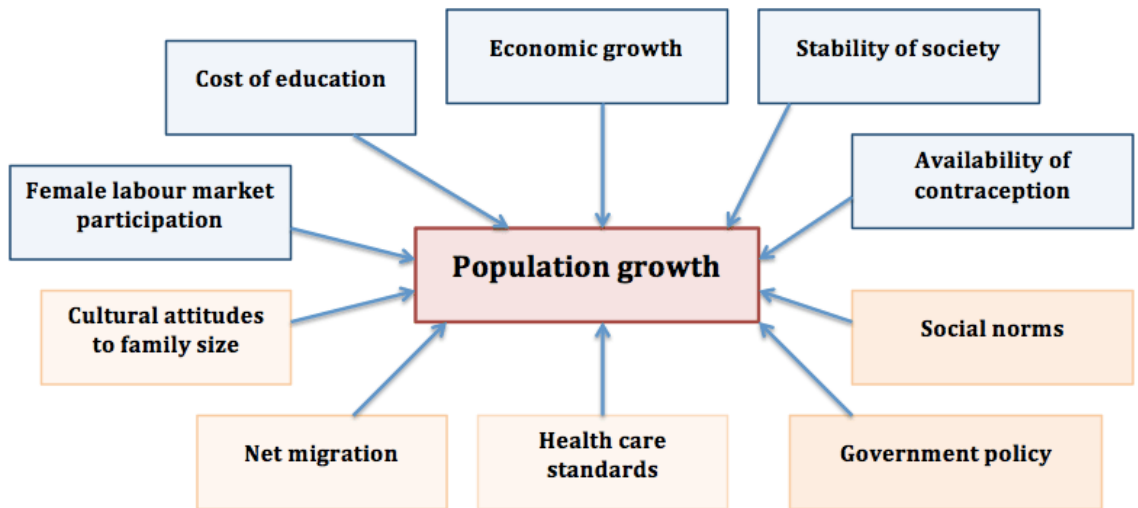 Economic growth
Stability of society
Cost of education
Availability of
contraception
Female labour market
participation
Population growth
Cultural attitudes
to family size
Social norms
Net migration
Health care
standards
Government policy